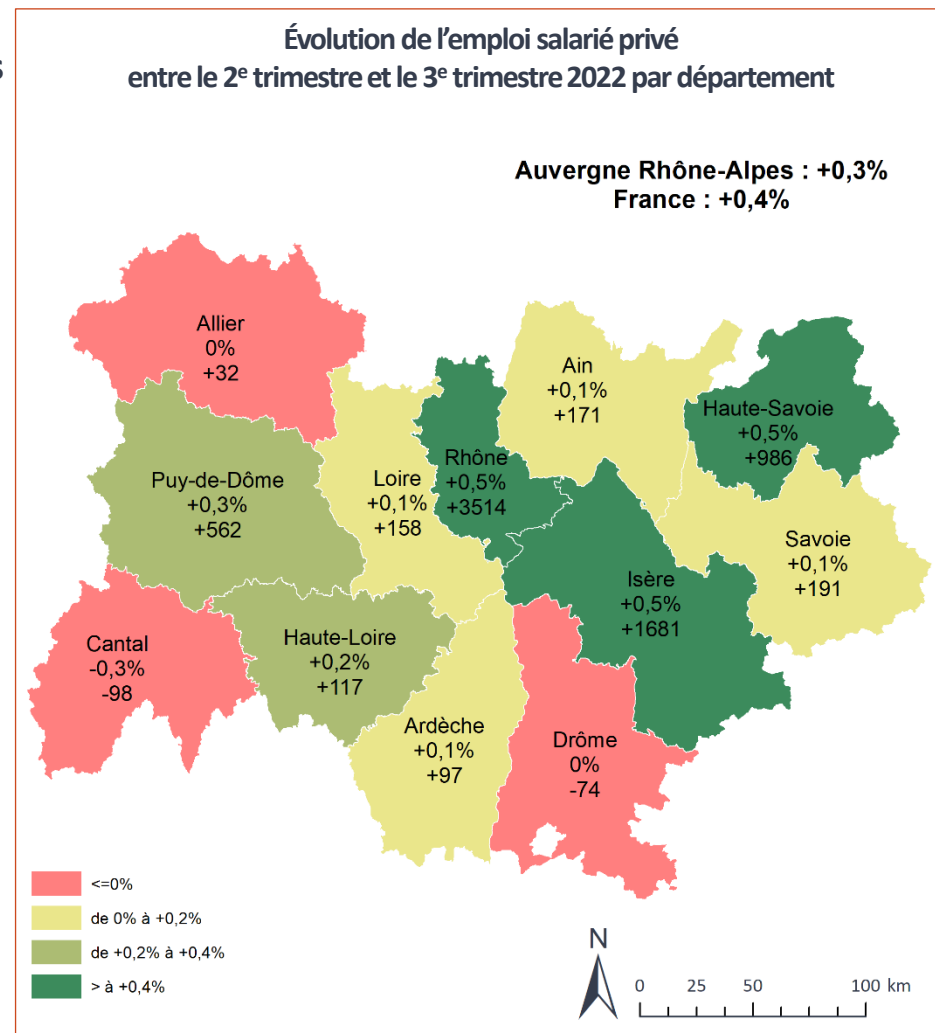 s
Évolution de l’emploi salarié privé
entre le 2e trimestre et le 3e trimestre 2022 par département
Auvergne Rhône-Alpes : +0,3%
France : +0,4%
Allier
0%
+32
Ain
+0,1%
+171
Haute-Savoie
+0,5%
+986
Puy-de-Dôme
+0,3%
+562
Loire
+0,1%
+158
Rhône
+0,5%
+3514
Savoie
+0,1%
+191
Isère
+0,5%
+1681
Cantal
-0,3%
-98
Haute-Loire
+0,2%
+117
Ardèche
+0,1%
+97
Drôme
0%
-74
<=0%
de 0% à +0,2%
de +0,2% à +0,4%
> à +0,4%
N
0 25 50 100 km